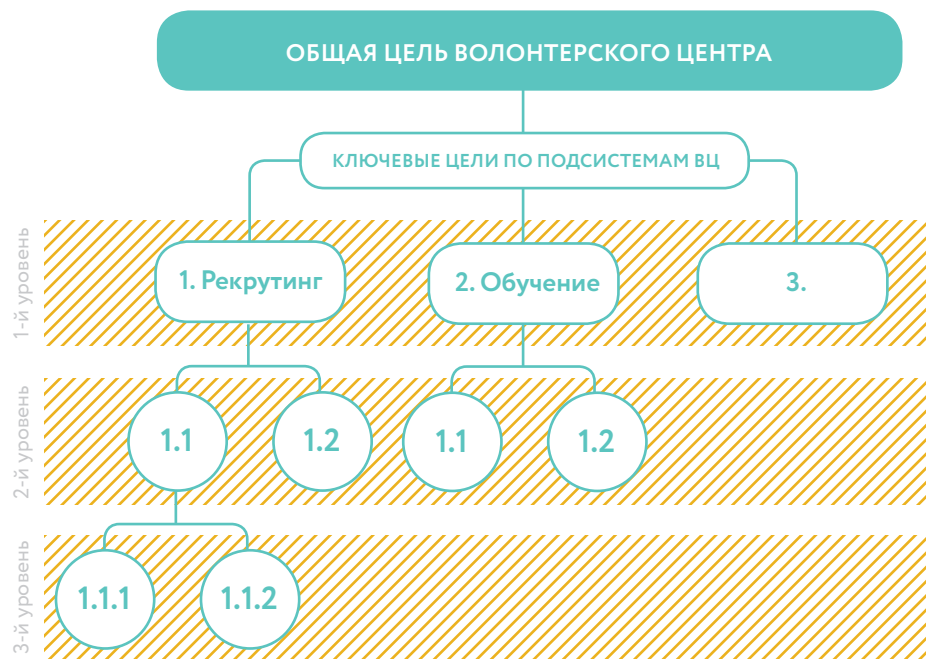 ОБЩАЯ ЦЕЛЬ ВОЛОНТЕРСКОГО ЦЕНТРА
КЛЮЧЕВЫЕ ЦЕЛИ ПО ПОДСИСТЕМАМ ВЦ
1-й уровень
1. Рекрутинг
2. Обучение
3.
2-й уровень
1.1
1.2
1.1
1.2
3-й уровень
1.1.1
1.1.2